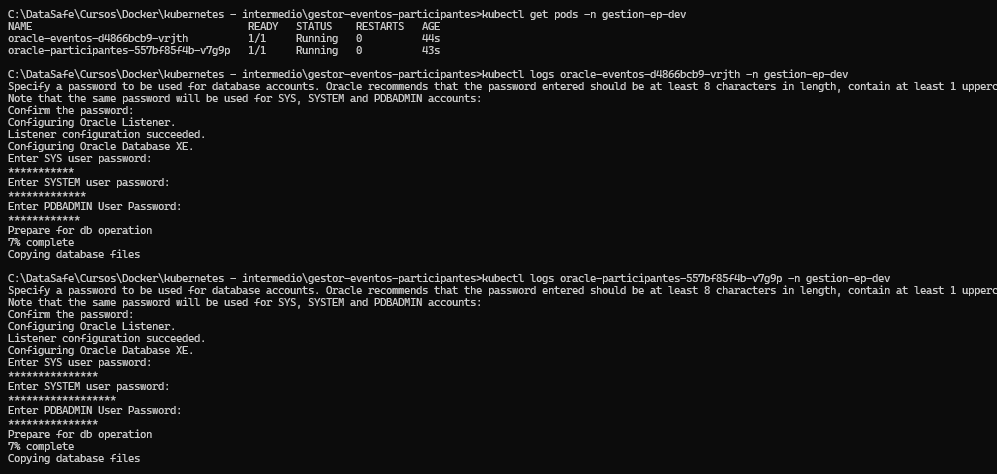 C:\DataSafe\Cursos\Docker\kubernetes - intermedio\gestor-eventos-participantes>kubectl get pods -n gestion-ep-dev
NAME READY STATUS RESTARTS AGE
oracle-eventos-d4866bcb9-vrjth 1/1 Running 0 44s
oracle-participantes-557bf85f4b-v7g9p 1/1 Running 0 43s
C:\DataSafe\Cursos\Docker\kubernetes - intermedio\gestor-eventos-participantes>kubectl logs oracle-eventos-d4866bcb9-vrjth -n gestion-ep-dev
Specify a password to be used for database accounts. Oracle recommends that the password entered should be at least 8 characters in length, contain at least 1 upperc
Note that the same password will be used for SYS, SYSTEM and PDBADMIN accounts:
Confirm the password:
Configuring Oracle Listener.
Listener configuration succeeded.
Configuring Oracle Database XE.
Enter SYS user password:
***********
Enter SYSTEM user password:
*************
Enter PDBADMIN User Password:
************
Prepare for db operation
7% complete
Copying database files
C:\DataSafe\Cursos\Docker\kubernetes - intermedio\gestor-eventos-participantes>kubectl logs oracle-participantes-557bf85f4b-v7g9p -n gestion-ep-dev
Specify a password to be used for database accounts. Oracle recommends that the password entered should be at least 8 characters in length, contain at least 1 upperc
Note that the same password will be used for SYS, SYSTEM and PDBADMIN accounts:
Confirm the password:
Configuring Oracle Listener.
Listener configuration succeeded.
Configuring Oracle Database XE.
Enter SYS user password:
***************
Enter SYSTEM user password:
******************
Enter PDBADMIN User Password:
***************
Prepare for db operation
7% complete
Copying database files